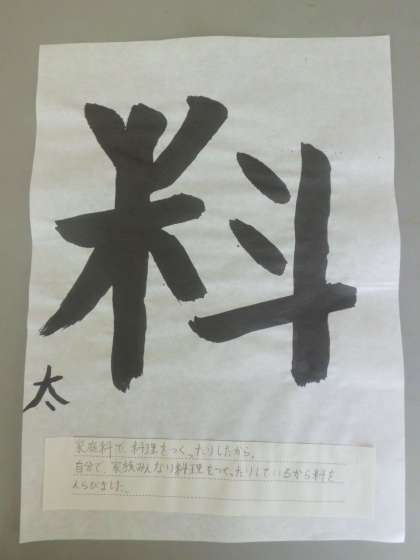 料
太
家庭科で、料理をつくったりしたから。
自分で、家族みんなり料理をつくったりしているから料を
えらびました。